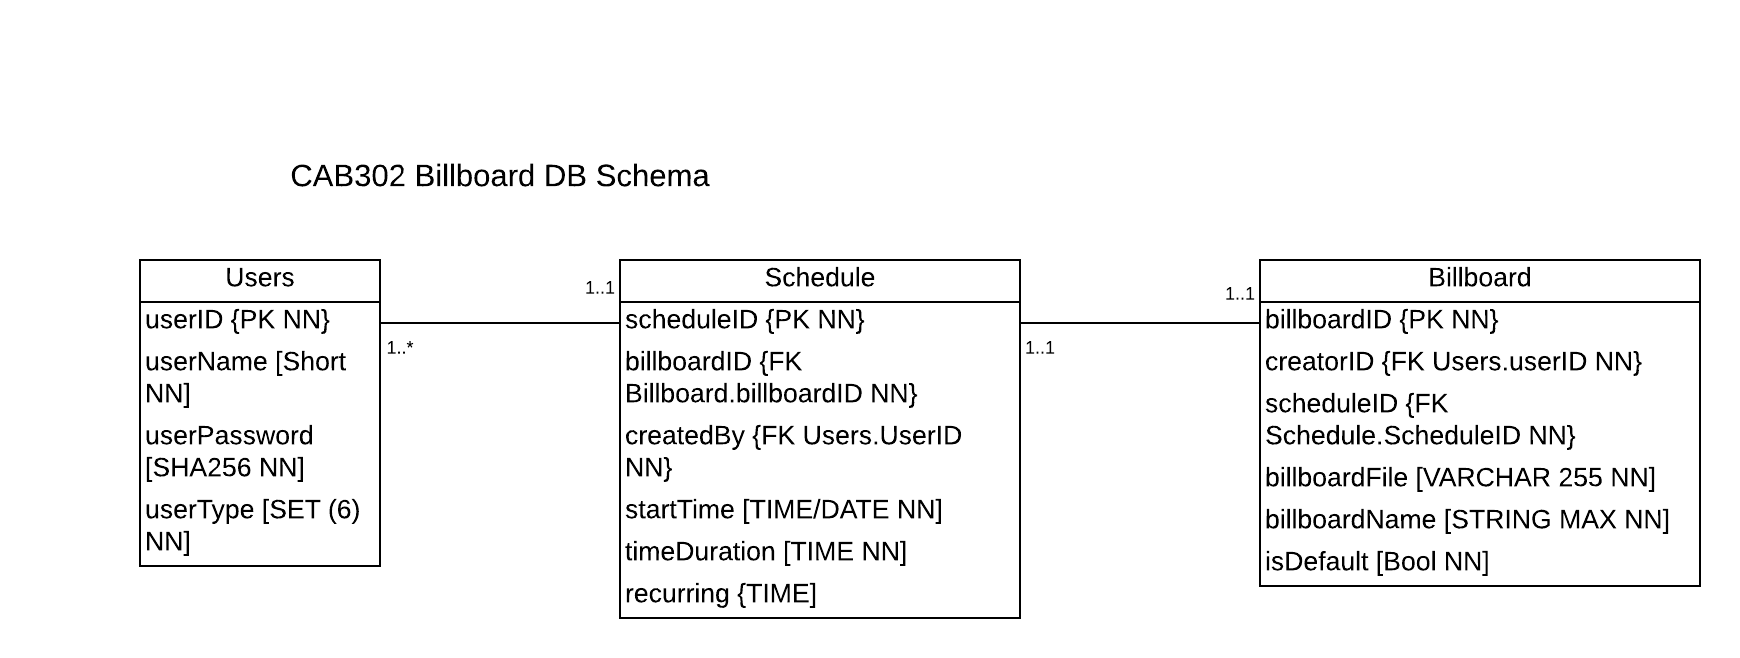 CAB302 Billboard DB Schema
Users
userID {PK NN}
userName [Short
NN]
userPassword
[SHA256 NN]
userType [SET (6)
NN]
1..1
1..*
Schedule
scheduleID {PK NN}
billboardID {FK
Billboard.billboardID NN}
createdBy {FK Users.UserID
NN}
startTime [TIME/DATE NN]
timeDuration [TIME NN]
recurring {TIME]
1..1
1..1
Billboard
billboardID {PK NN}
creatorID {FK Users.userID NN}
scheduleID {FK
Schedule.ScheduleID NN}
billboardFile [VARCHAR 255 NN]
billboardName [STRING MAX NN]
isDefault [Bool NN]